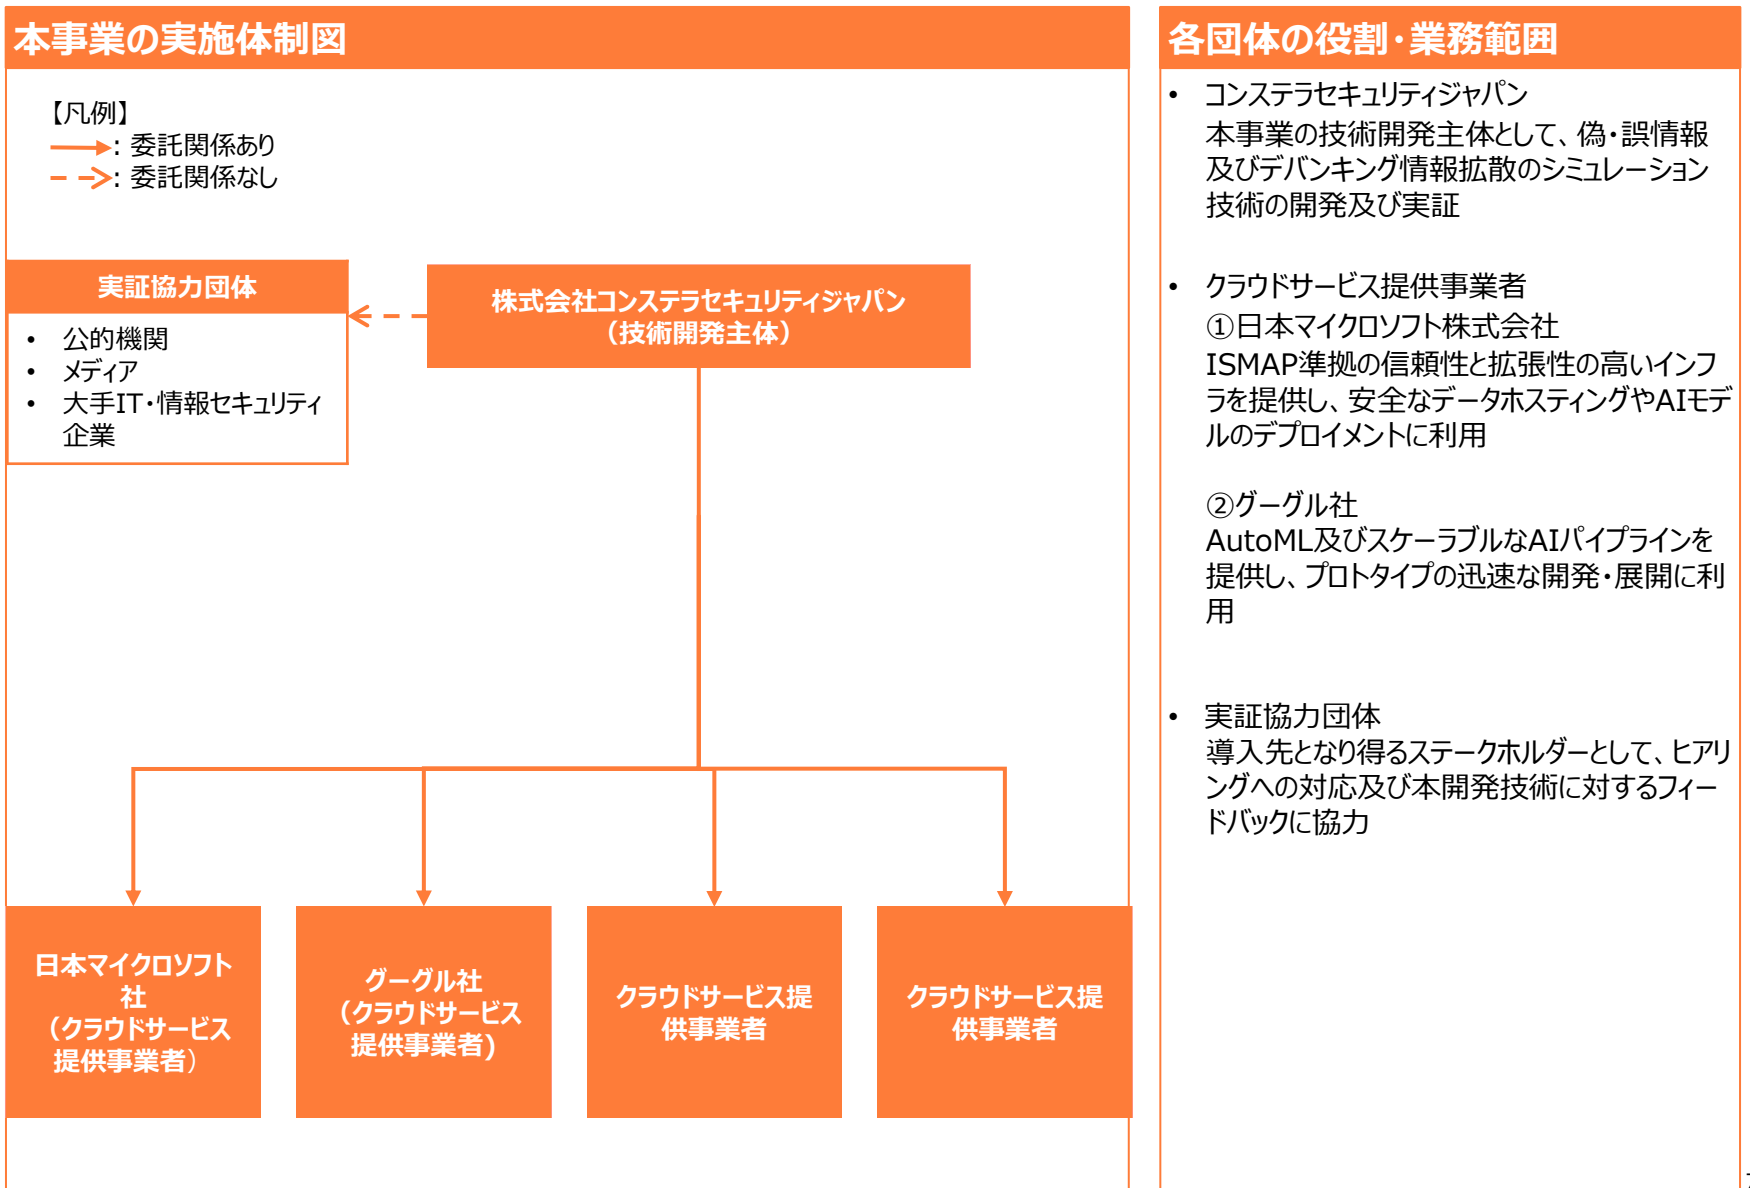 本事業の実施体制図
【凡例】
: 委託関係あり
: 委託関係なし
実証協力団体
• 公的機関
• メディア
• 大手IT・情報セキュリティ
企業
株式会社コンステラセキュリティジャパン
（技術開発主体）
日本マイクロソフト
社
（クラウドサービス
提供事業者）
グーグル社
（クラウドサービス
提供事業者)
クラウドサービス提
供事業者
クラウドサービス提
供事業者
各団体の役割・業務範囲
• コンステラセキュリティジャパン
本事業の技術開発主体として、偽・誤情報
及びデバンキング情報拡散のシミュレーション
技術の開発及び実証
• クラウドサービス提供事業者
①日本マイクロソフト株式会社
ISMAP準拠の信頼性と拡張性の高いインフ
ラを提供し、安全なデータホスティングやAIモデ
ルのデプロイメントに利用
②グーグル社
AutoML及びスケーラブルなAIパイプラインを
提供し、プロトタイプの迅速な開発・展開に利
用
• 実証協力団体
導入先となり得るステークホルダーとして、ヒアリ
ングへの対応及び本開発技術に対するフィー
ドバックに協力